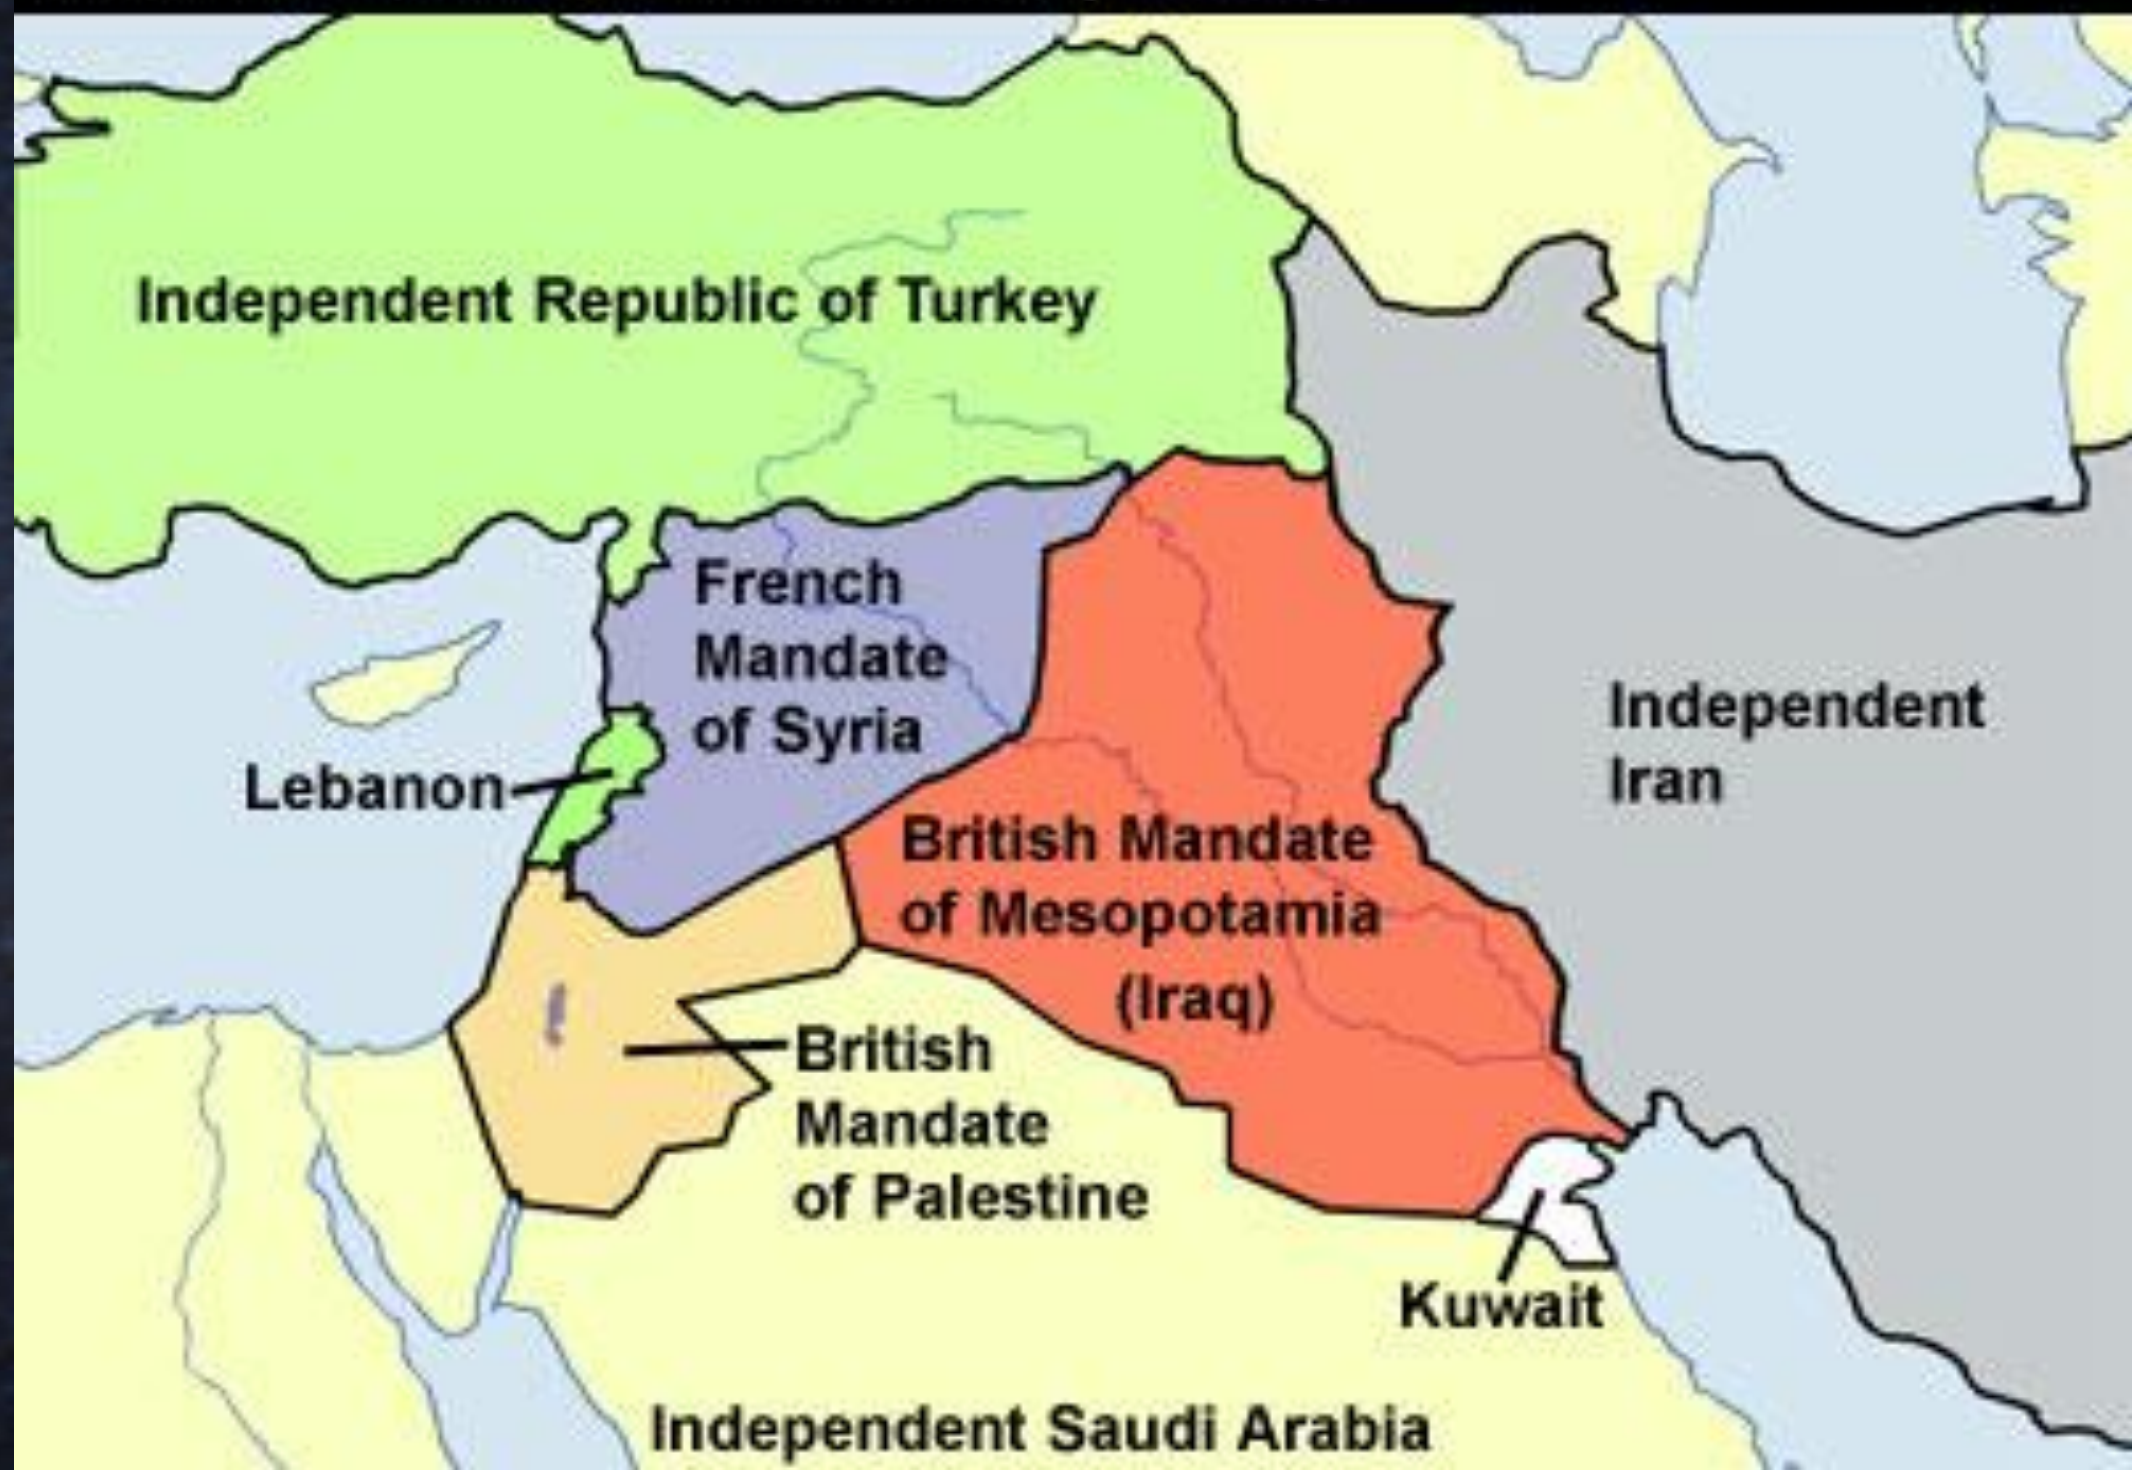 Independent Republic of Turkey
French
Mandate
of Syria
Independent
Iran
Lebanon
British Mandate
of Mesopotamia
(Iraq)
British
Mandate
of Palestine
Kuwait
Independent Saudi Arabia